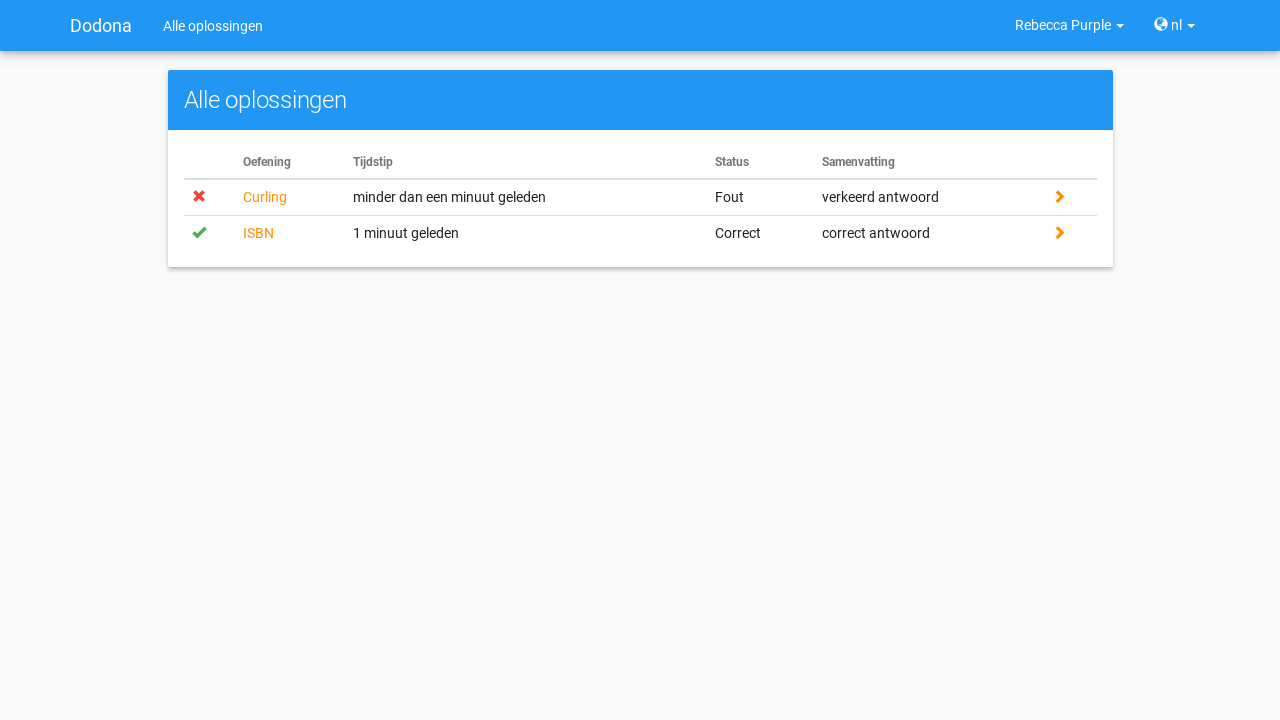 Dodona Alle oplossingen Rebecca Purple nl
Alle oplossingen
Oefening Tijdstip Status Samenvatting
Curling minder dan een minuut geleden Fout verkeerd antwoord
ISBN 1 minuut geleden Correct correct antwoord